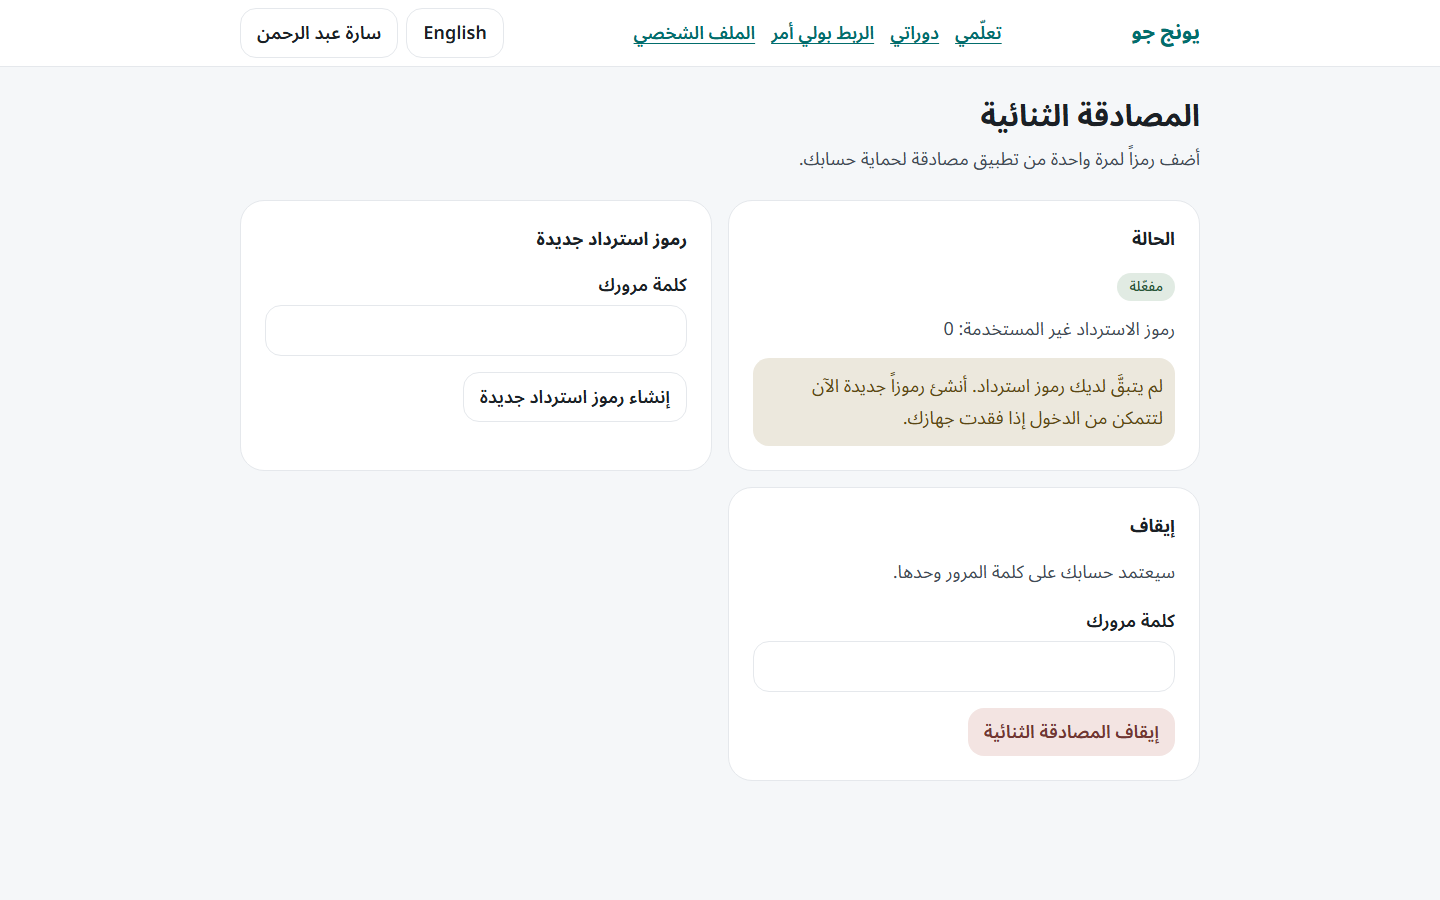 يونج جو
تعلّمي
دوراتي
الربط بولي أمر
الملف الشخصي
English
سارة عبد الرحمن
المصادقة الثنائية
أضف رمزاً لمرة واحدة من تطبيق مصادقة لحماية حسابك.
الحالة
مفعّلة
رموز الاسترداد غير المستخدمة: 0
لم يتبقَّ لديك رموز استرداد. أنشئ رموزاً جديدة الآن
لتتمكن من الدخول إذا فقدت جهازك.
رموز استرداد جديدة
كلمة مرورك
إنشاء رموز استرداد جديدة
إيقاف
سيعتمد حسابك على كلمة المرور وحدها.
كلمة مرورك
إيقاف المصادقة الثنائية